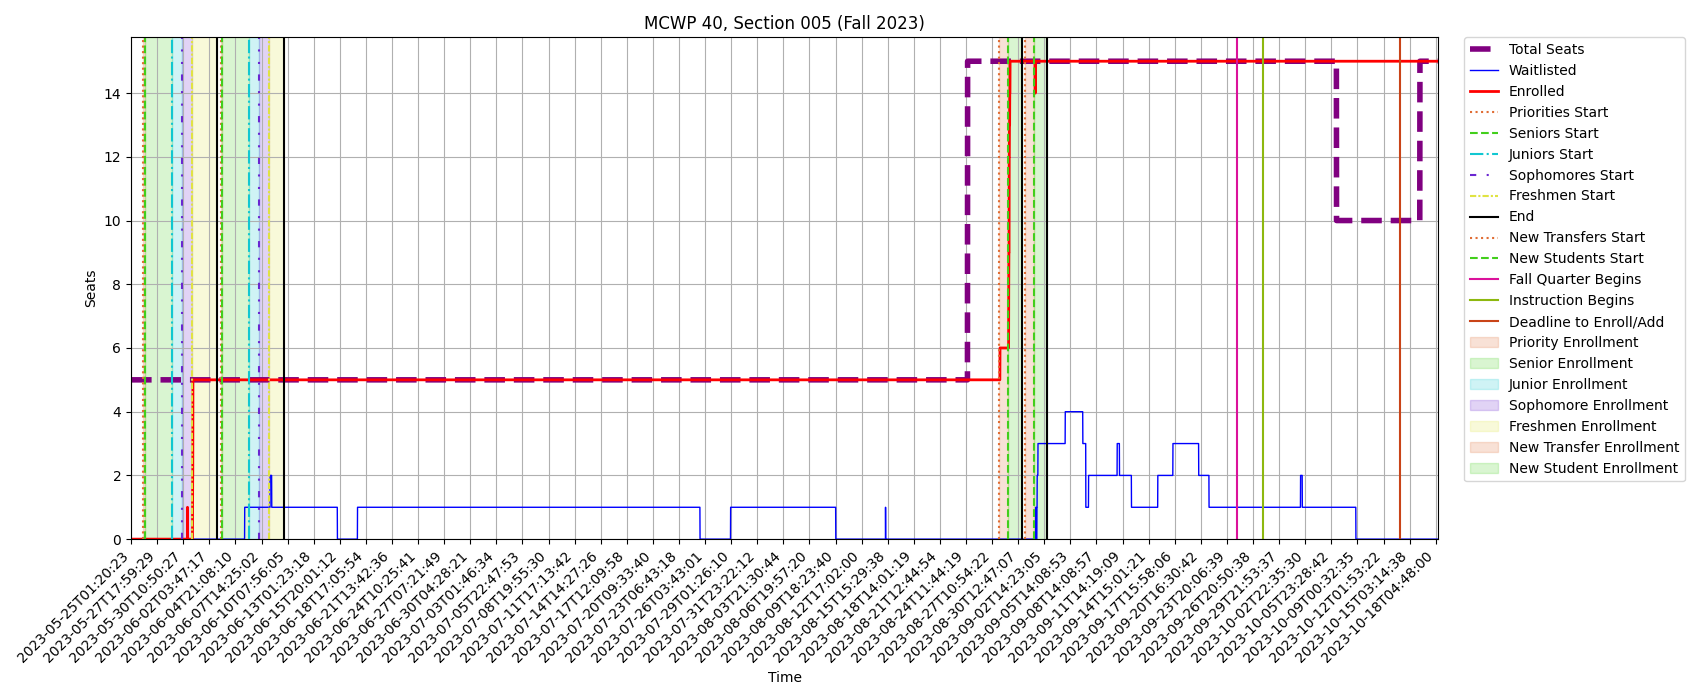 MCWP 40, Section 005 (Fall 2023)
Seats
14
12
10
8
6
4
2
0
2023-05-25T01:20:23
2023-05-27T17:59:29
2023-05-30T10:50:27
2023-06-02T03:47:17
2023-06-04T21:08:10
2023-06-07T14:25:02
2023-06-10T07:56:05
2023-06-13T01:23:18
2023-06-15T20:01:12
2023-06-18T17:05:54
2023-06-21T13:42:36
2023-06-24T10:25:41
2023-06-27T07:21:49
2023-06-30T04:28:21
2023-07-03T01:46:34
2023-07-05T22:47:53
2023-07-08T19:55:30
2023-07-11T17:13:42
2023-07-14T14:27:26
2023-07-17T12:09:58
2023-07-20T09:33:40
2023-07-23T06:43:18
2023-07-26T03:43:01
2023-07-29T01:26:10
2023-07-31T23:22:12
2023-08-03T21:30:44
2023-08-06T19:57:20
2023-08-09T18:23:40
2023-08-12T17:02:00
2023-08-15T15:29:38
2023-08-18T14:01:19
2023-08-21T12:44:54
2023-08-24T11:44:19
2023-08-27T10:54:22
2023-08-30T12:47:07
2023-09-02T14:23:05
2023-09-05T14:08:53
2023-09-08T14:08:57
2023-09-11T14:19:09
2023-09-14T15:01:21
2023-09-17T15:58:06
2023-09-20T16:30:42
2023-09-23T20:06:39
2023-09-26T20:50:38
2023-09-29T21:53:37
2023-10-02T22:35:30
2023-10-05T23:28:42
2023-10-09T00:32:35
2023-10-12T01:53:22
2023-10-15T03:14:38
2023-10-18T04:48:00
Time
Total Seats
Waitlisted
Enrolled
Priorities Start
Seniors Start
Juniors Start
Sophomores Start
Freshmen Start
End
New Transfers Start
New Students Start
Fall Quarter Begins
Instruction Begins
Deadline to Enroll/Add
Priority Enrollment
Senior Enrollment
Junior Enrollment
Sophomore Enrollment
Freshmen Enrollment
New Transfer Enrollment
New Student Enrollment